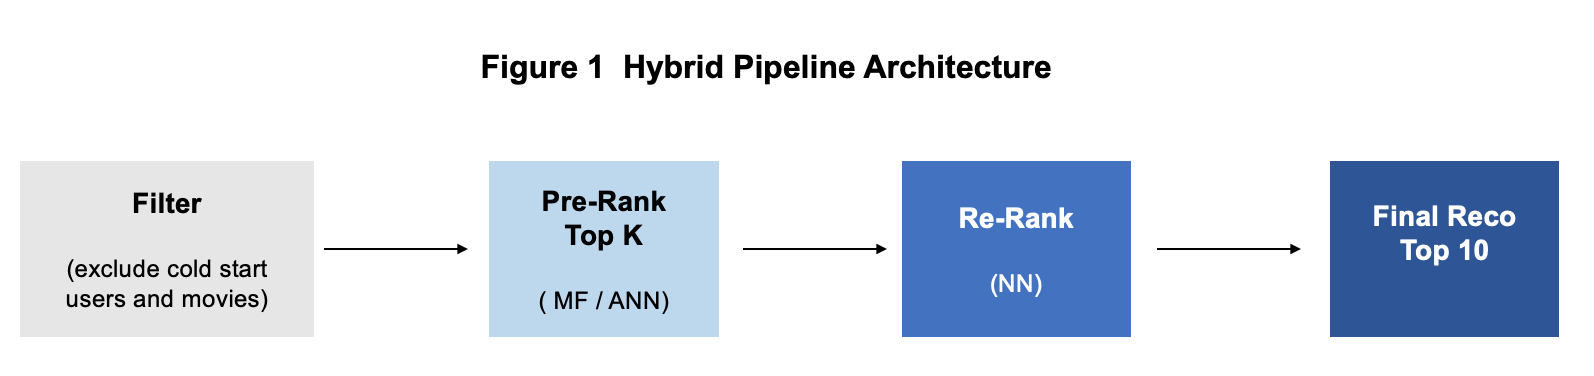 Figure 1  Hybrid Pipeline Architecture
Filter
(exclude cold start
users and movies)
Pre-Rank
Top K
( MF / ANN)
Re-Rank
(NN)
Final Reco
Top 10